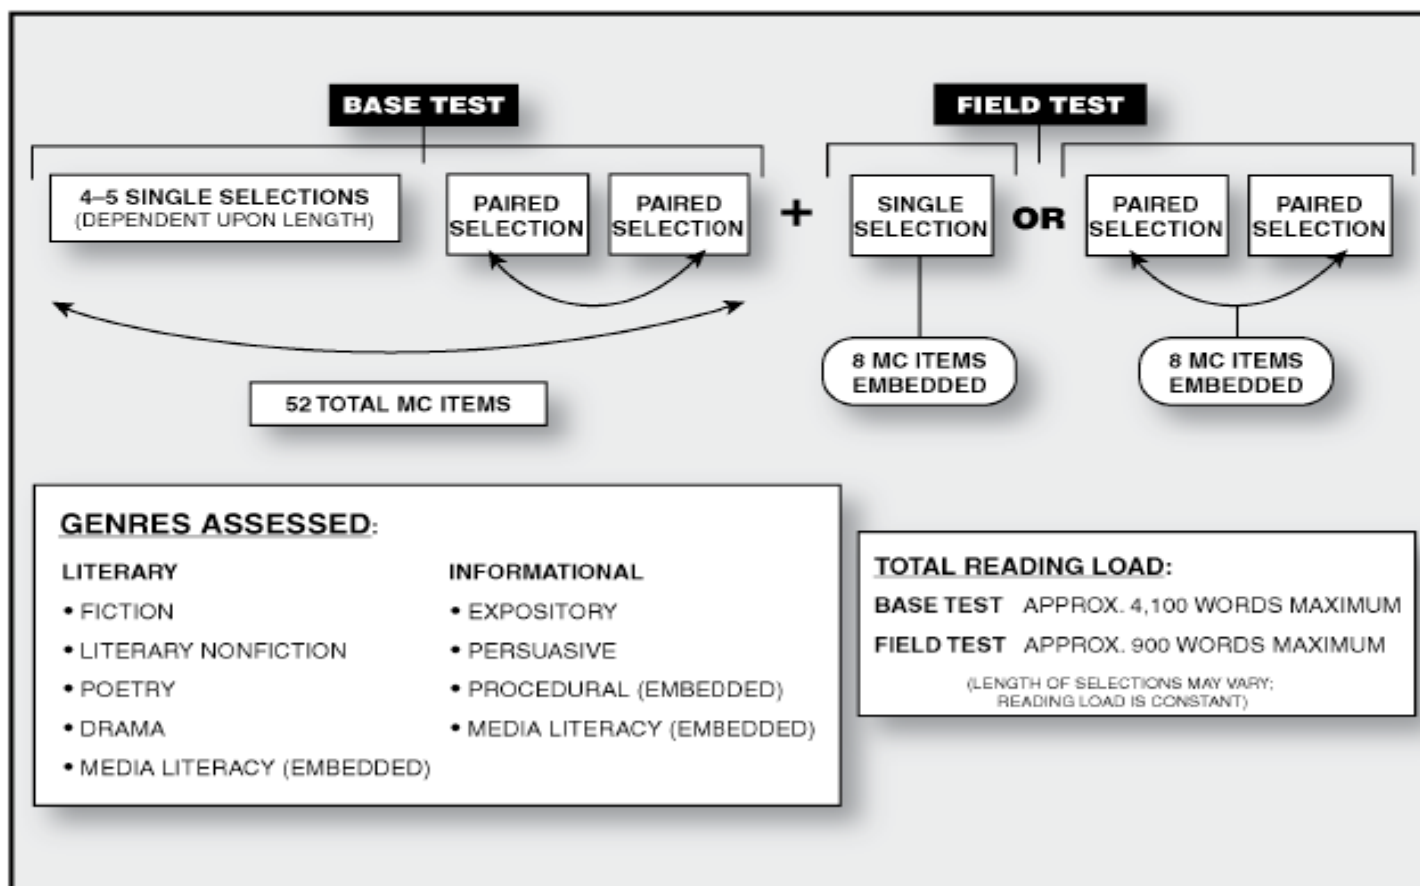 BASE TEST
FIELD TEST
4–5 SINGLE SELECTIONS
(DEPENDENT UPON LENGTH)
PAIRED
SELECTION
PAIRED
SELECTION
+
SINGLE
SELECTION
OR
PAIRED
SELECTION
PAIRED
SELECTION
52 TOTAL MC ITEMS
8 MC ITEMS
EMBEDDED
8 MC ITEMS
EMBEDDED
GENRES ASSESSED:
LITERARY
• FICTION
• LITERARY NONFICTION
• POETRY
• DRAMA
• MEDIA LITERACY (EMBEDDED)
INFORMATIONAL
• EXPOSITORY
• PERSUASIVE
• PROCEDURAL (EMBEDDED)
• MEDIA LITERACY (EMBEDDED)
TOTAL READING LOAD:
BASE TEST APPROX. 4,100 WORDS MAXIMUM
FIELD TEST APPROX. 900 WORDS MAXIMUM
(LENGTH OF SELECTIONS MAY VARY;
READING LOAD IS CONSTANT)